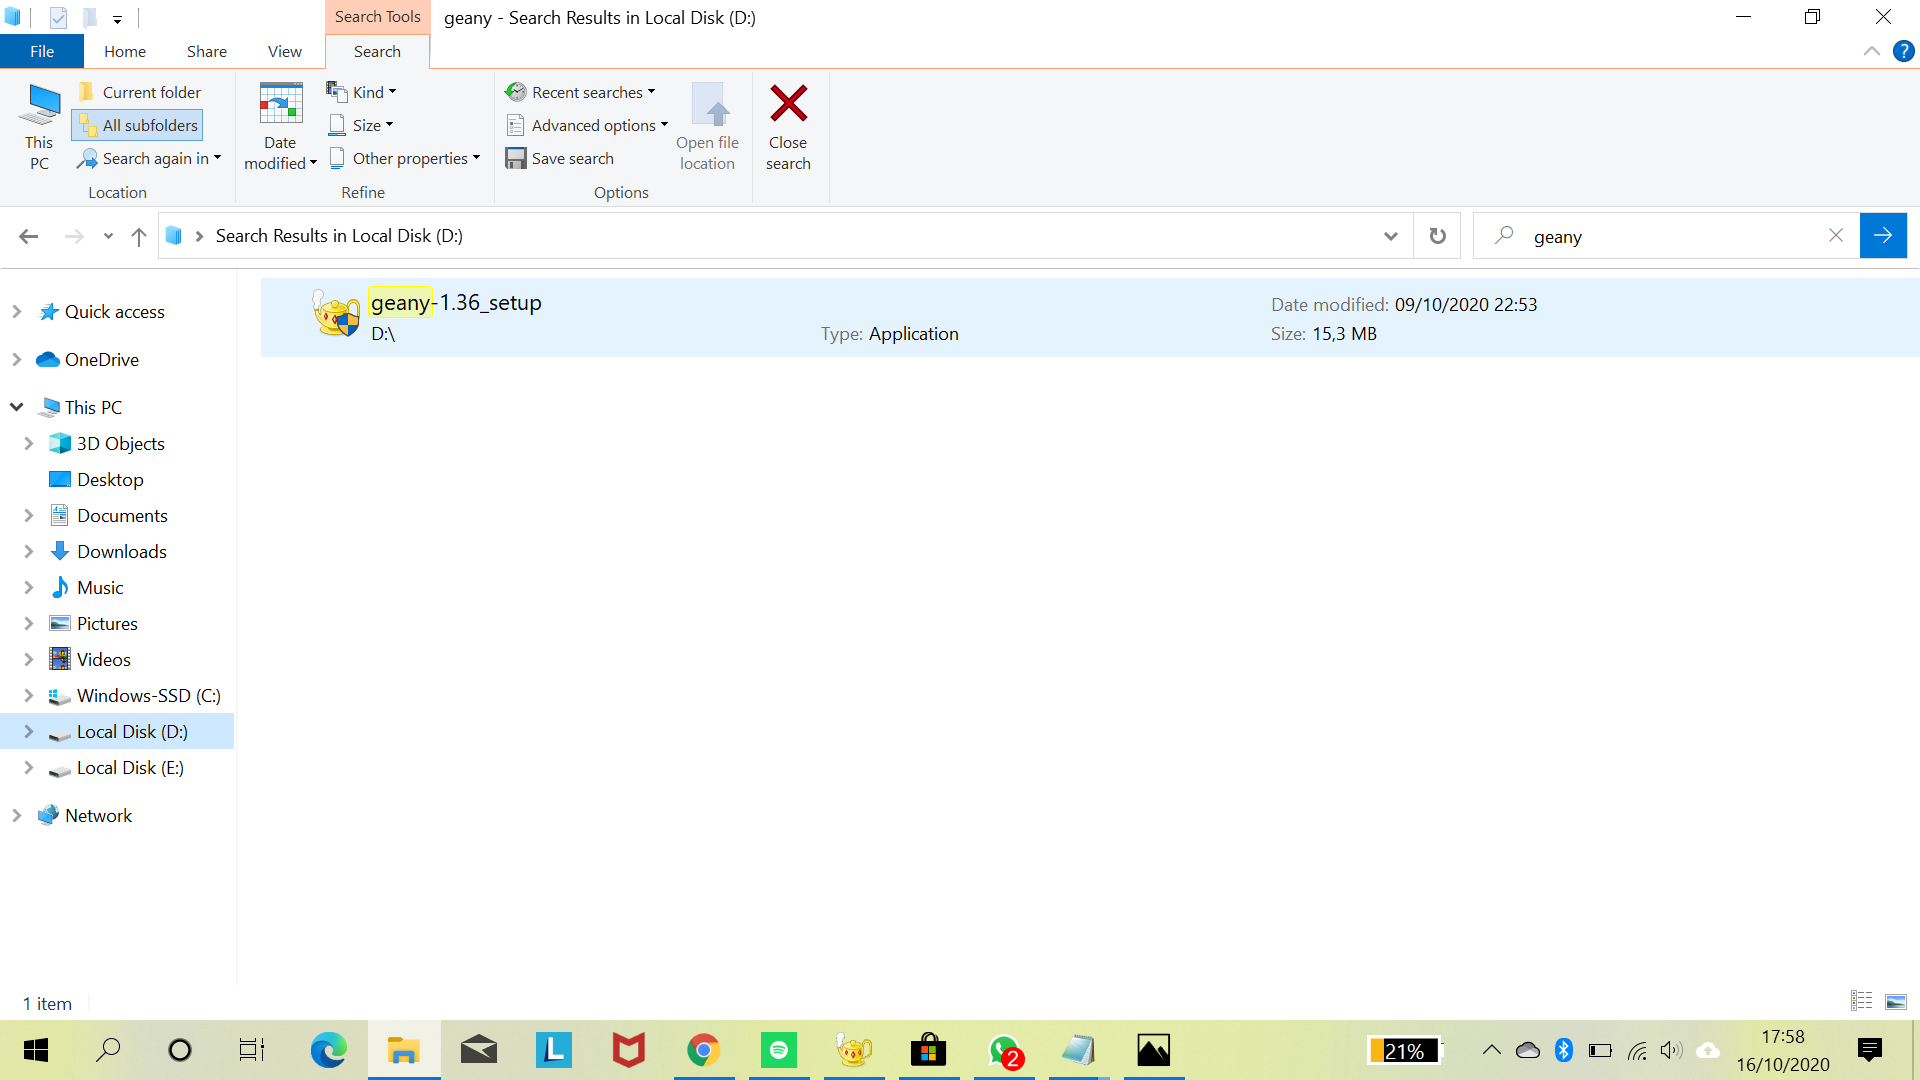 Search Tools
geany - Search Results in Local Disk (D:)
File
Home
Share
View
Search
?
This PC
Current folder
All subfolders
Search again in
Location
Date modified
Kind
Size
Other properties
Refine
Recent searches
Advanced options
Save search
Open file location
Options
Close search
Search Results in Local Disk (D:)
geany
Quick access
OneDrive
This PC
3D Objects
Desktop
Documents
Downloads
Music
Pictures
Videos
Windows-SSD (C:)
Local Disk (D:)
Local Disk (E:)
Network
geany-1.36_setup
D:\
Type: Application
Date modified: 09/10/2020 22:53
Size: 15,3 MB
1 item
L
2
21%
17:58
16/10/2020